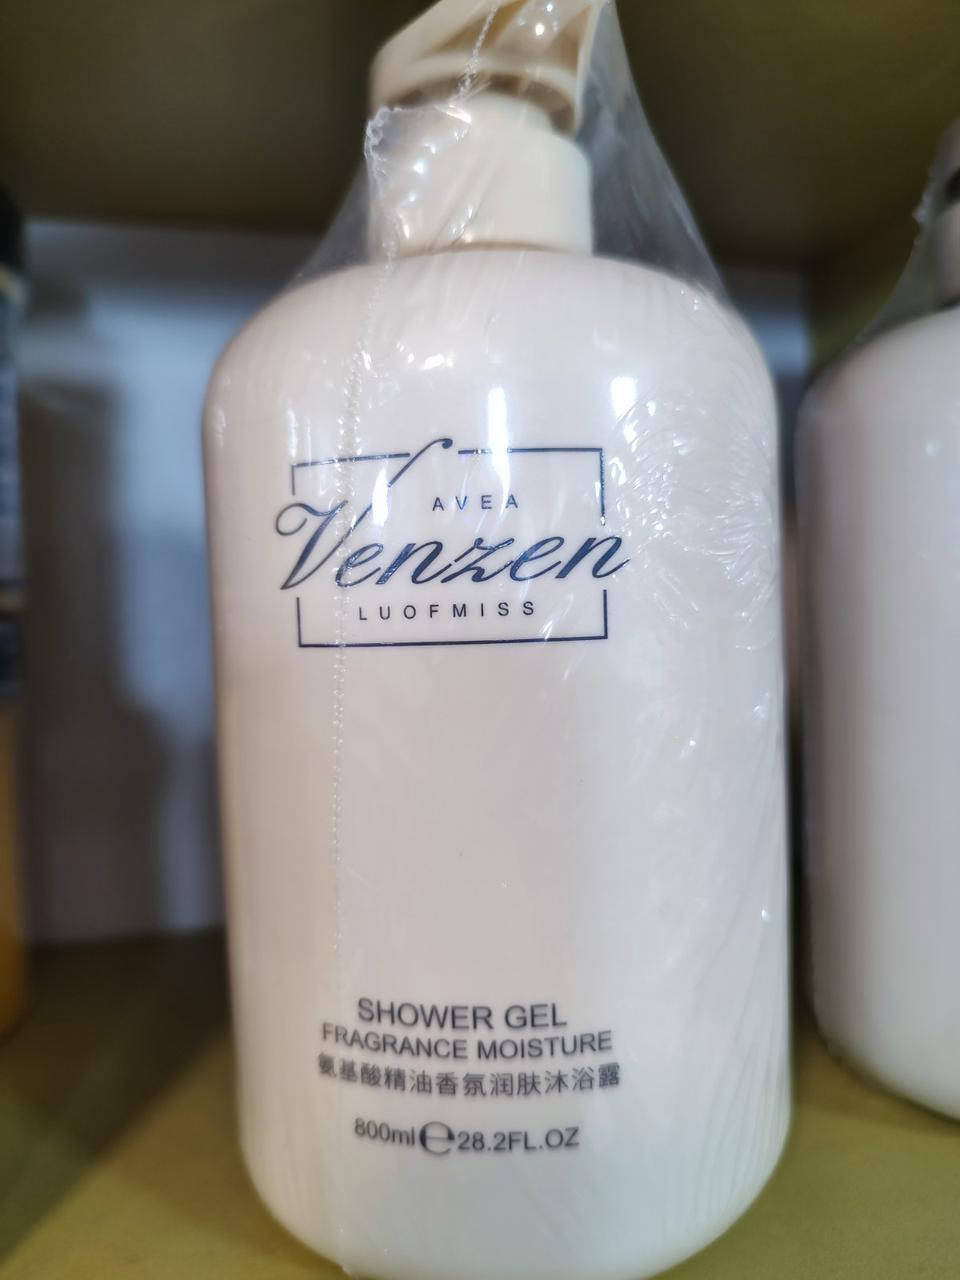 AVEA
Venzen
LUOFMISS
SHOWER GEL
FRAGRANCE MOISTURE
氨基酸精油香氛润肤沐浴露
800ml℮28.2FL.OZ